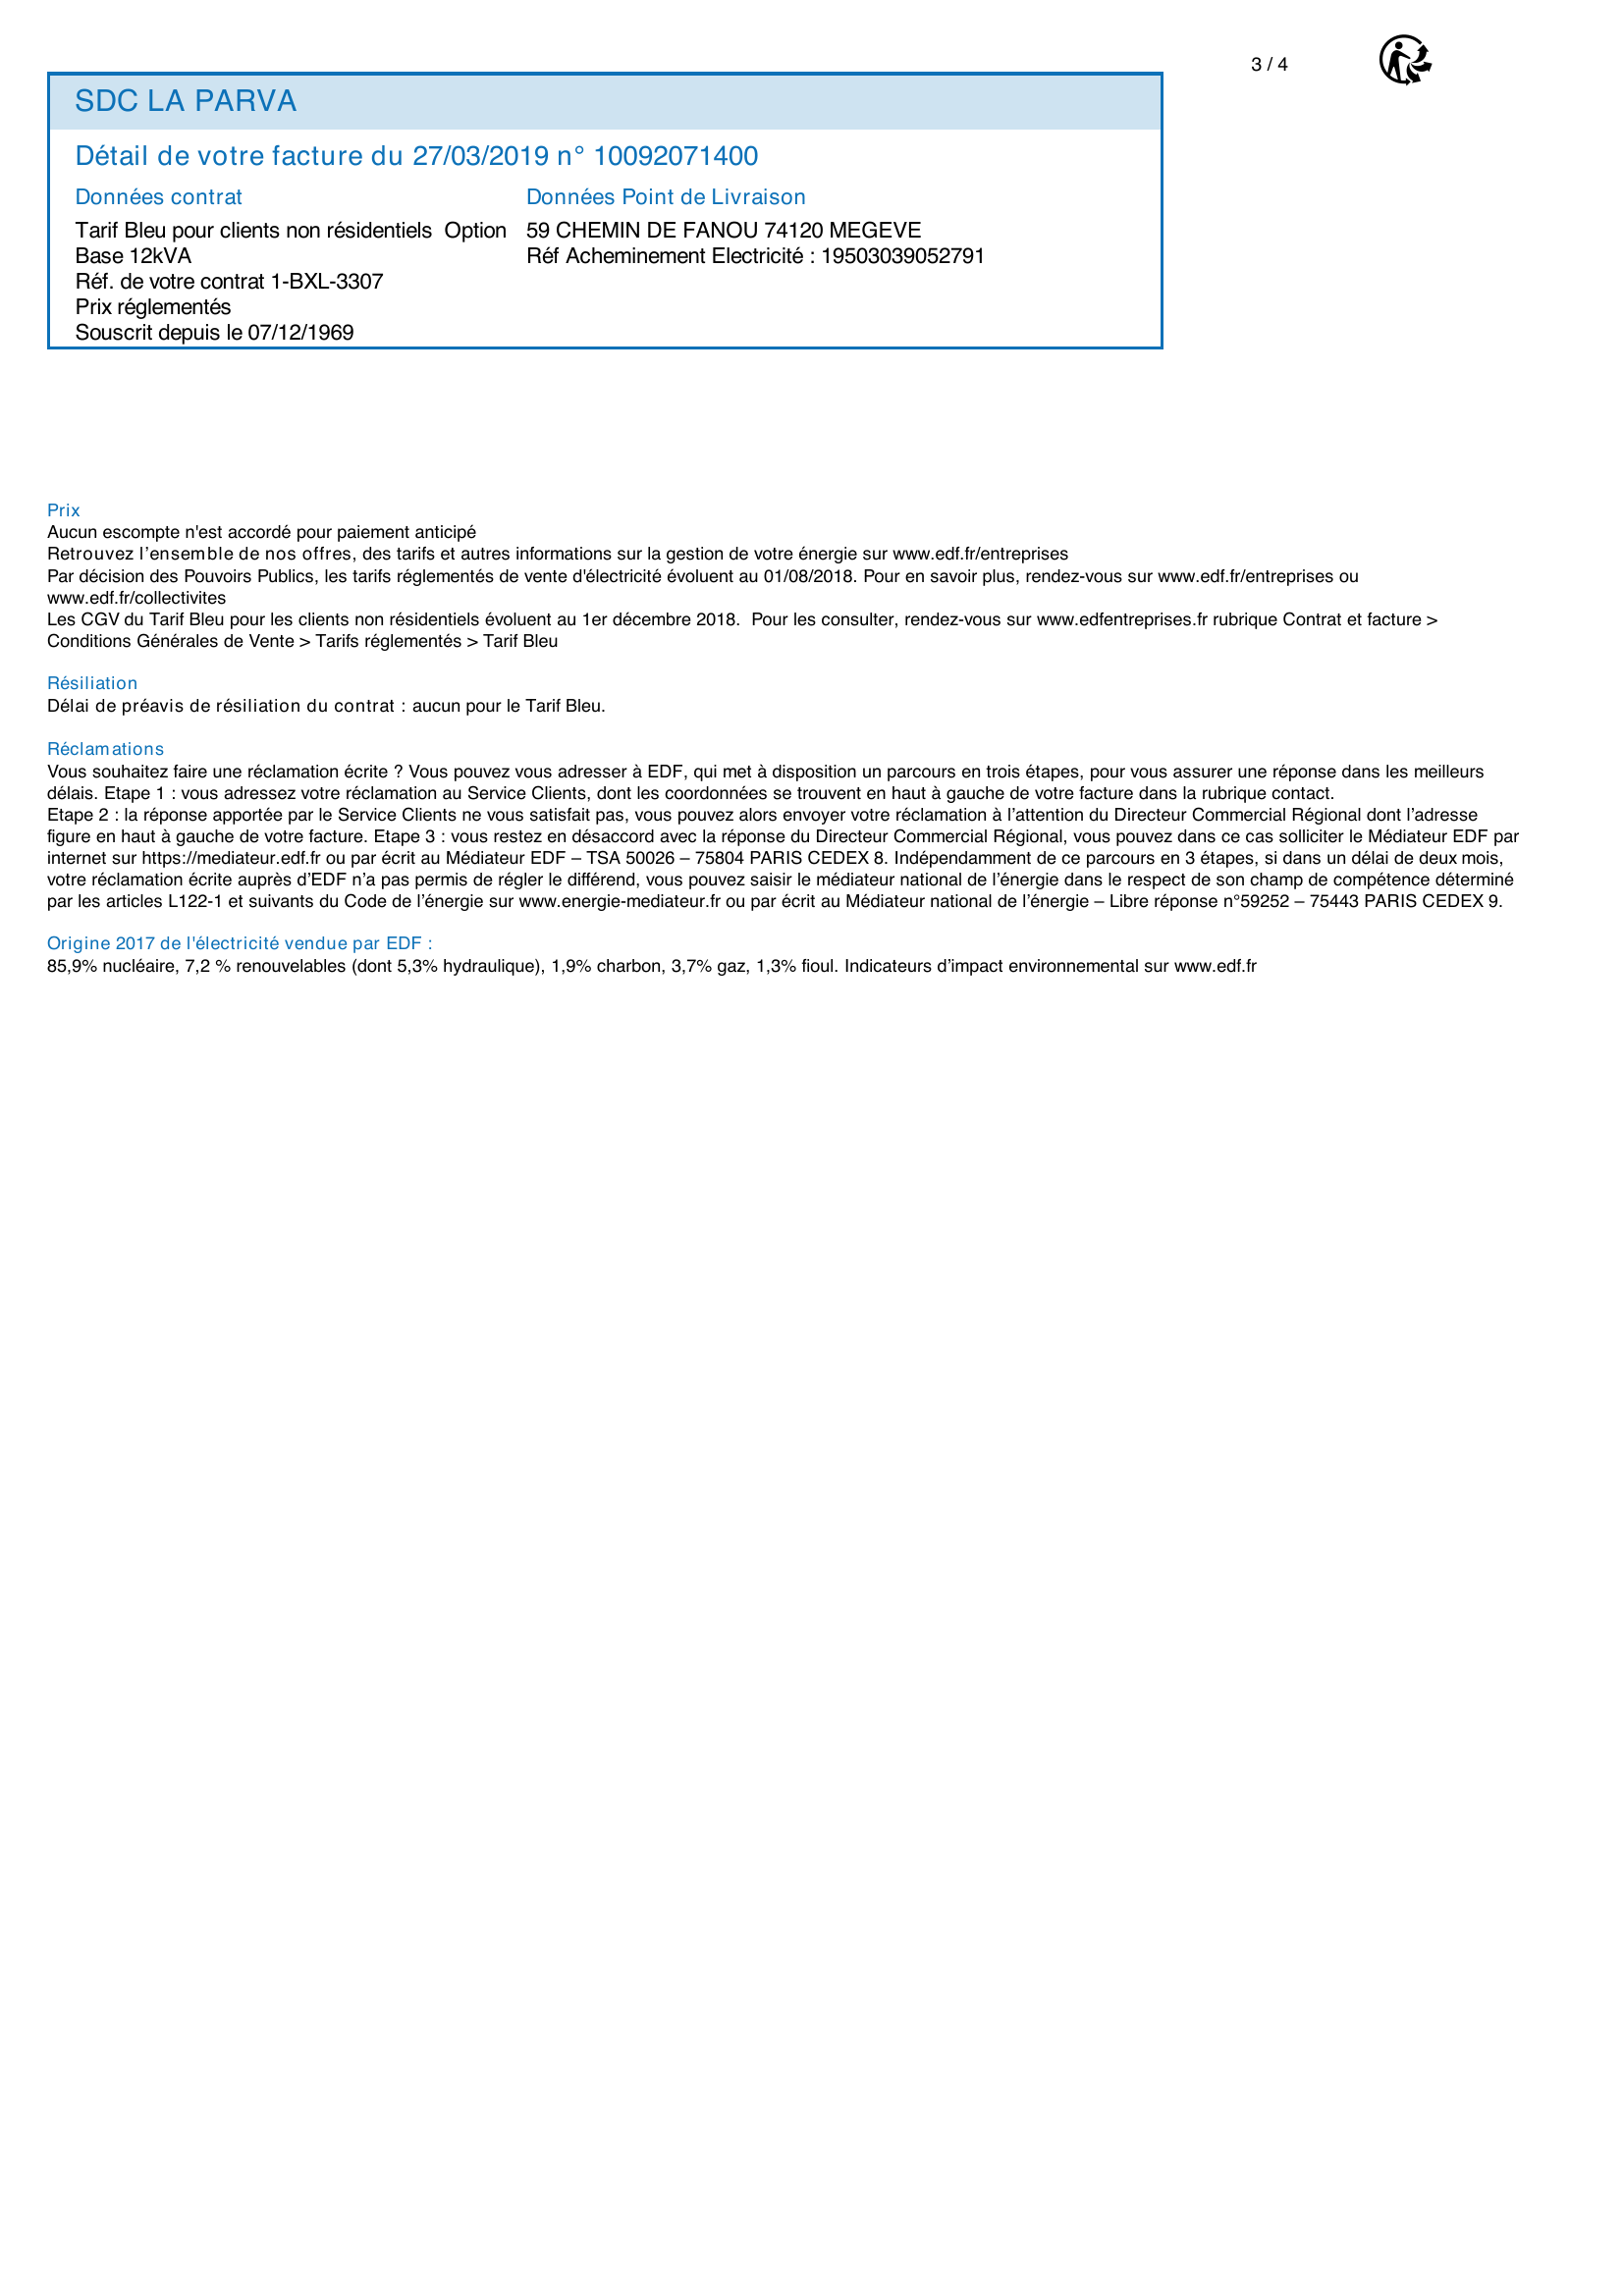 3 / 4
SDC LA PARVA
Détail de votre facture du 27/03/2019 n° 10092071400
Données contrat
Tarif Bleu pour clients non résidentiels  Option
Base 12kVA
Réf. de votre contrat 1-BXL-3307
Prix réglementés
Souscrit depuis le 07/12/1969
Données Point de Livraison
59 CHEMIN DE FANOU 74120 MEGEVE
Réf Acheminement Electricité : 19503039052791
Prix
Aucun escompte n'est accordé pour paiement anticipé
Retrouvez l’ensemble de nos offres, des tarifs et autres informations sur la gestion de votre énergie sur www.edf.fr/entreprises
Par décision des Pouvoirs Publics, les tarifs réglementés de vente d'électricité évoluent au 01/08/2018. Pour en savoir plus, rendez-vous sur www.edf.fr/entreprises ou
www.edf.fr/collectivites
Les CGV du Tarif Bleu pour les clients non résidentiels évoluent au 1er décembre 2018.  Pour les consulter, rendez-vous sur www.edfentreprises.fr rubrique Contrat et facture >
Conditions Générales de Vente > Tarifs réglementés > Tarif Bleu
Résiliation
Délai de préavis de résiliation du contrat : aucun pour le Tarif Bleu.
Réclamations
Vous souhaitez faire une réclamation écrite ? Vous pouvez vous adresser à EDF, qui met à disposition un parcours en trois étapes, pour vous assurer une réponse dans les meilleurs
délais. Etape 1 : vous adressez votre réclamation au Service Clients, dont les coordonnées se trouvent en haut à gauche de votre facture dans la rubrique contact.
Etape 2 : la réponse apportée par le Service Clients ne vous satisfait pas, vous pouvez alors envoyer votre réclamation à l’attention du Directeur Commercial Régional dont l’adresse
figure en haut à gauche de votre facture. Etape 3 : vous restez en désaccord avec la réponse du Directeur Commercial Régional, vous pouvez dans ce cas solliciter le Médiateur EDF par
internet sur https://mediateur.edf.fr ou par écrit au Médiateur EDF – TSA 50026 – 75804 PARIS CEDEX 8. Indépendamment de ce parcours en 3 étapes, si dans un délai de deux mois,
votre réclamation écrite auprès d’EDF n’a pas permis de régler le différend, vous pouvez saisir le médiateur national de l’énergie dans le respect de son champ de compétence déterminé
par les articles L122-1 et suivants du Code de l’énergie sur www.energie-mediateur.fr ou par écrit au Médiateur national de l’énergie – Libre réponse n°59252 – 75443 PARIS CEDEX 9.
Origine 2017 de l'électricité vendue par EDF :
85,9% nucléaire, 7,2 % renouvelables (dont 5,3% hydraulique), 1,9% charbon, 3,7% gaz, 1,3% fioul. Indicateurs d’impact environnemental sur www.edf.fr